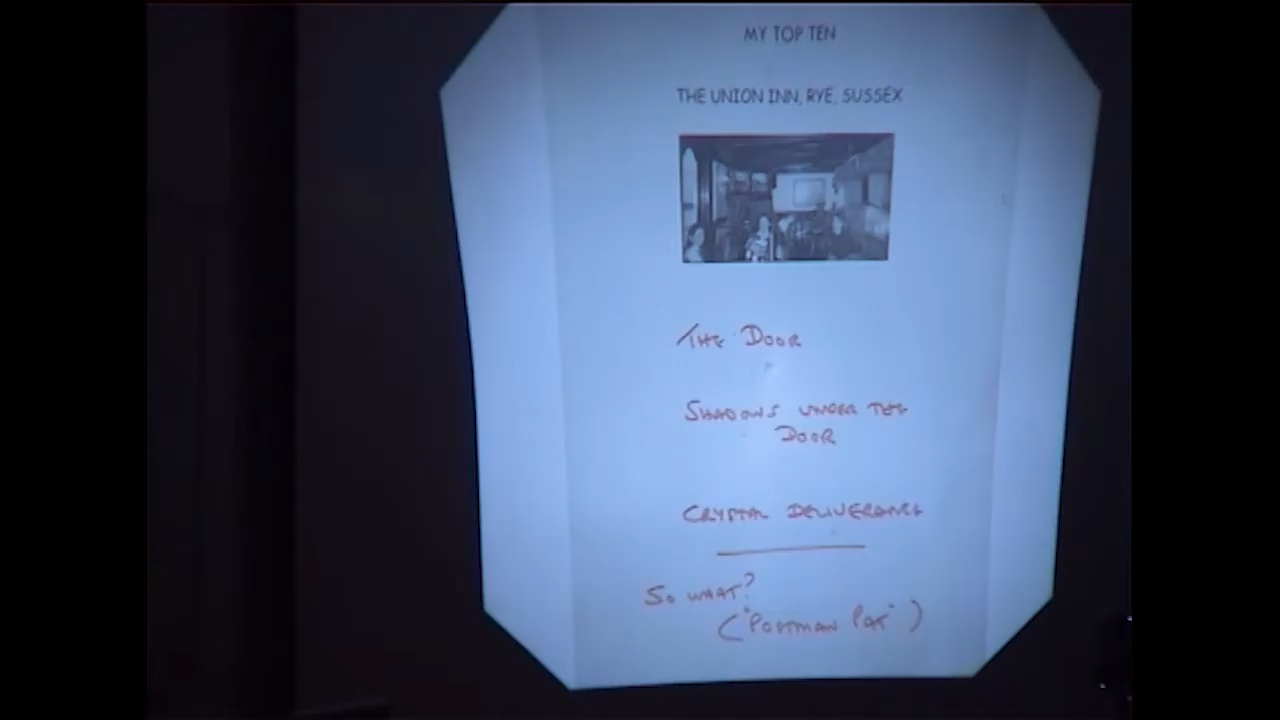 MY TOP TEN
THE UNION INN, RYE, SUSSEX
THE DOOR
SHADOWS UNDER THE
DOOR
CRYSTAL DELIVERANCE
SO WHAT?
("POSTMAN PAT")